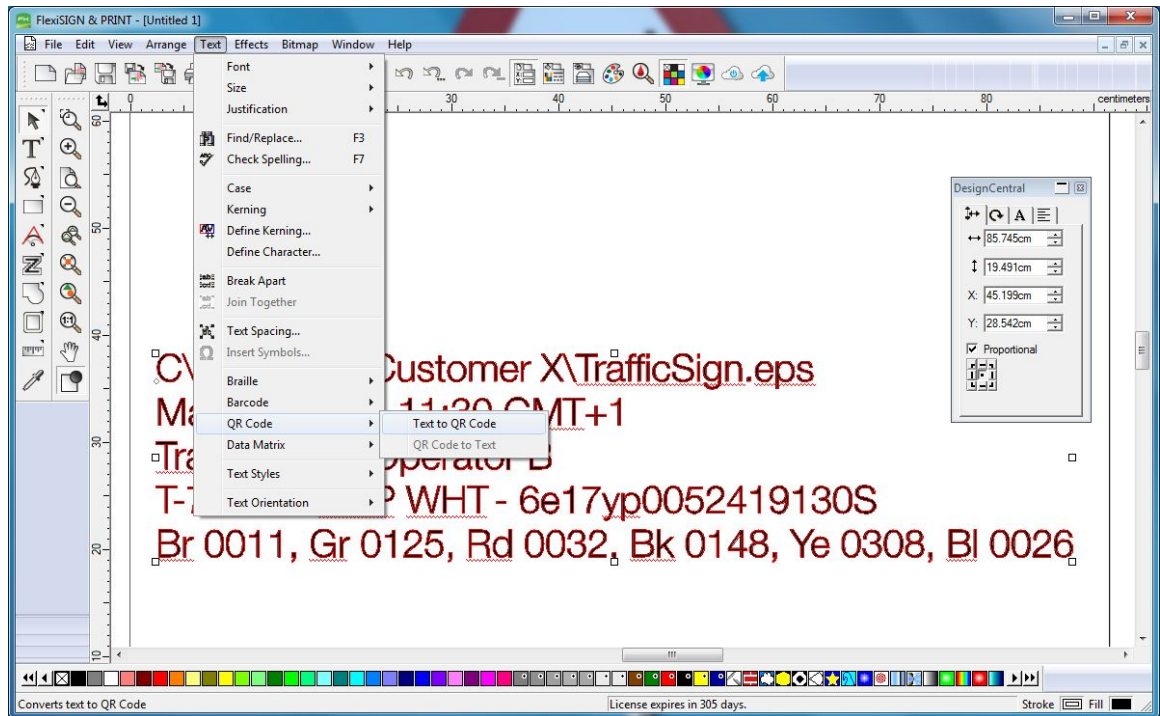 FlexiSIGN & PRINT - [Untitled 1]
File Edit View Arrange Text Effects Bitmap Window Help
Font
Size
Justification
Find/Replace... F3
Check Spelling... F7
Case
Kerning
Define Kerning...
Define Character...
Break Apart
Join Together
Text Spacing...
Insert Symbols...
Braille
Barcode
QR Code
Data Matrix
Text Styles
Text Orientation
Text to QR Code
QR Code to Text
0 30 40 50 60 70 80 centimeters
60
50
40
30
20
10
C\ Customer X\TrafficSign.eps
11:30 GMT+1
Operator B
T-7 WHT - 6e17yp0052419130S
Br 0011, Gr 0125, Rd 0032, Bk 0148, Ye 0308, Bl 0026
DesignCentral
85.745cm
19.491cm
X: 45.199cm
Y: 28.542cm
Proportional
Converts text to QR Code
License expires in 305 days.
Stroke Fill